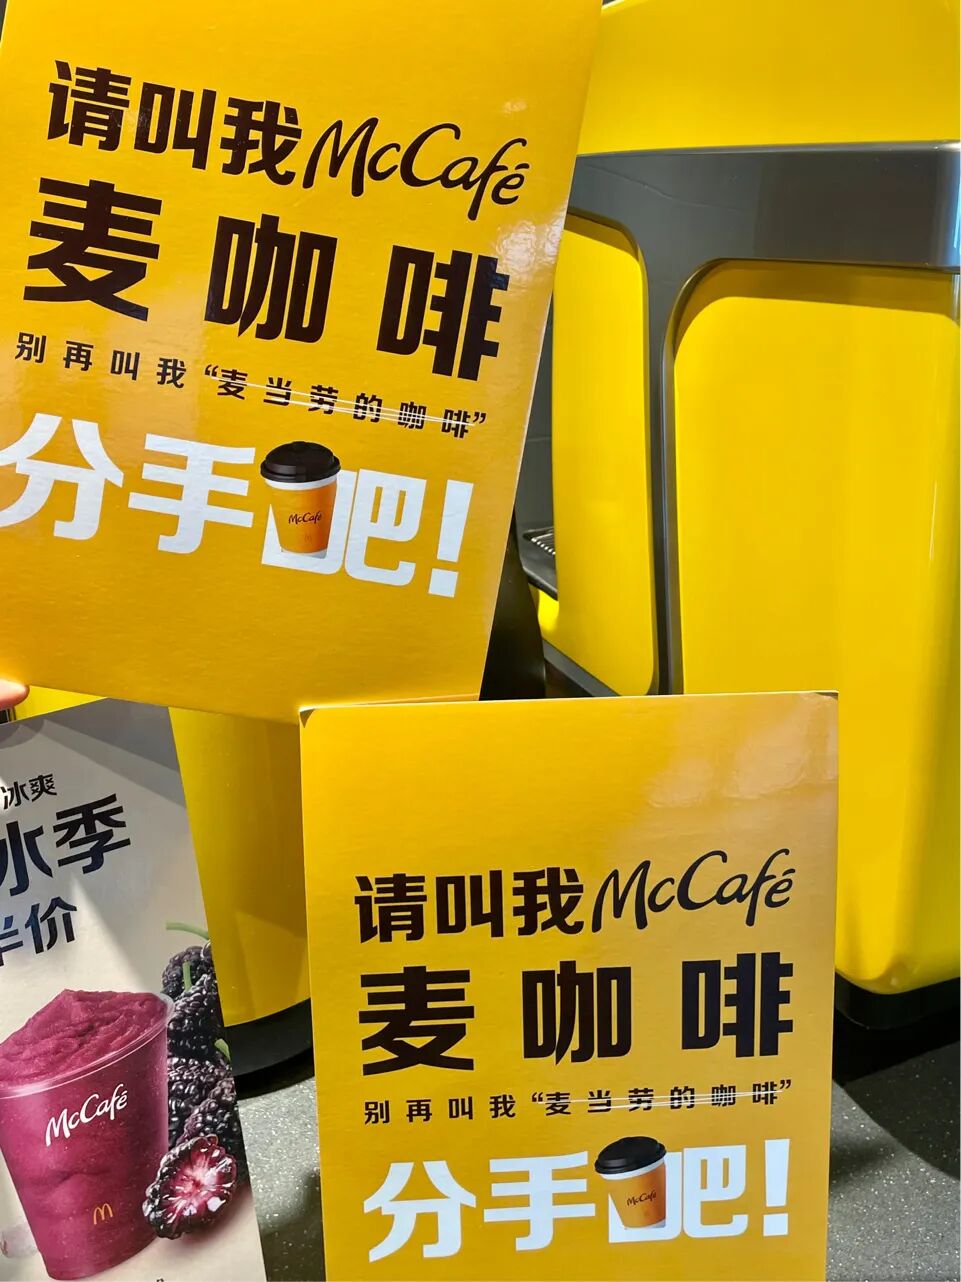 请叫我McCafé
麦咖啡
别再叫我“麦当劳的咖啡”
分手吧！
McCafé
冰爽
冰季
半价
McCafé
请叫我McCafé
麦咖啡
别再叫我“麦当劳的咖啡”
分手吧！
McCafé